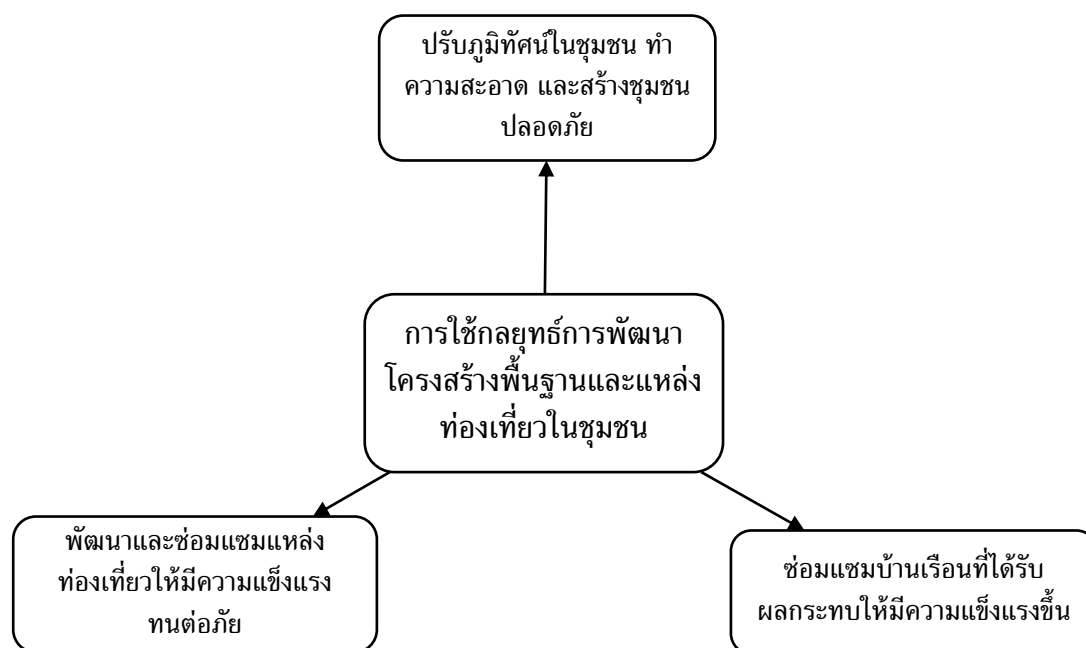 ปรับภูมิทัศน์ในชุมชน ทำ
ความสะอาด และสร้างชุมชน
ปลอดภัย
การใช้กลยุทธ์การพัฒนา
โครงสร้างพื้นฐานและแหล่ง
ท่องเที่ยวในชุมชน
พัฒนาและซ่อมแซมแหล่ง
ท่องเที่ยวให้มีความแข็งแรง
ทนต่อภัย
ซ่อมแซมบ้านเรือนที่ได้รับ
ผลกระทบให้มีความแข็งแรงขึ้น